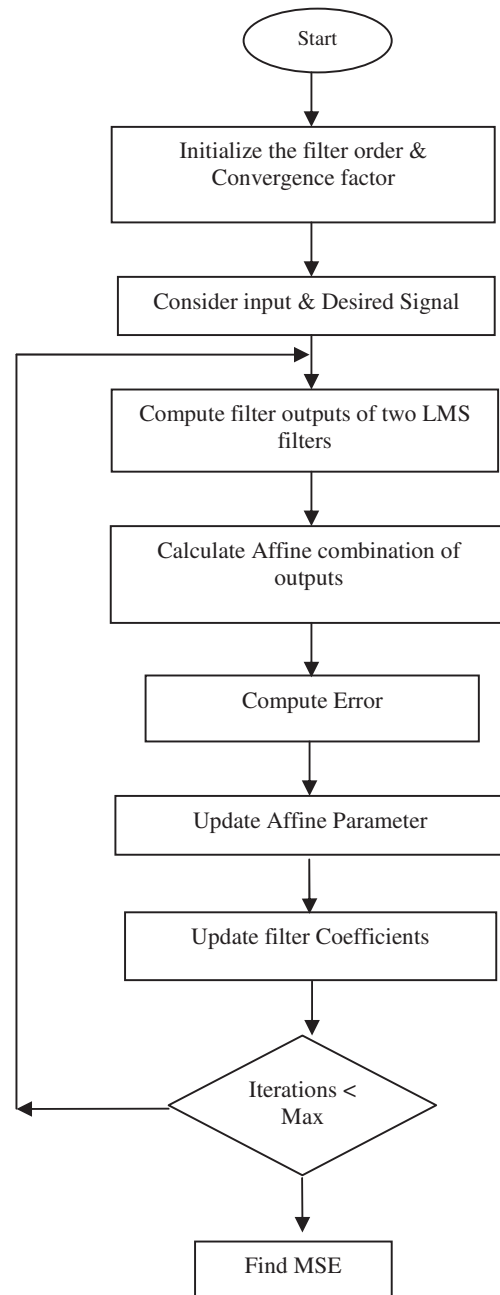 Start
Initialize the filter order &
Convergence factor
Consider input & Desired Signal
Compute filter outputs of two LMS
filters
Calculate Affine combination of
outputs
Compute Error
Update Affine Parameter
Update filter Coefficients
Iterations <
Max
Find MSE